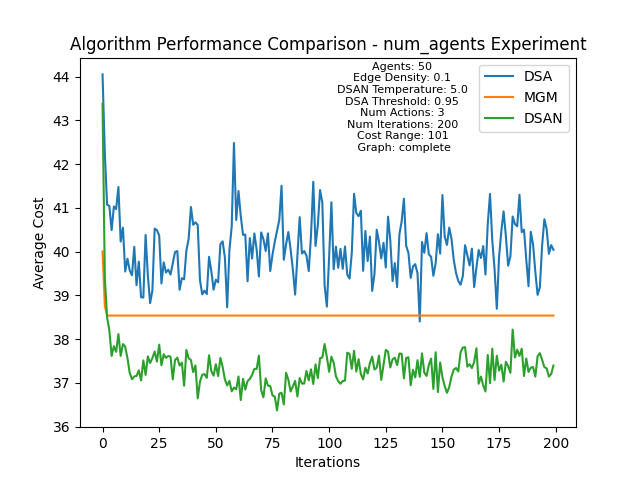 Algorithm Performance Comparison - num_agents Experiment
Agents: 50
Edge Density: 0.1
DSAN Temperature: 5.0
DSA Threshold: 0.95
Num Actions: 3
Num Iterations: 200
Cost Range: 101
Graph: complete
DSA
MGM
DSAN
Average Cost
44
43
42
41
40
39
38
37
36
0 25 50 75 100 125 150 175 200
Iterations